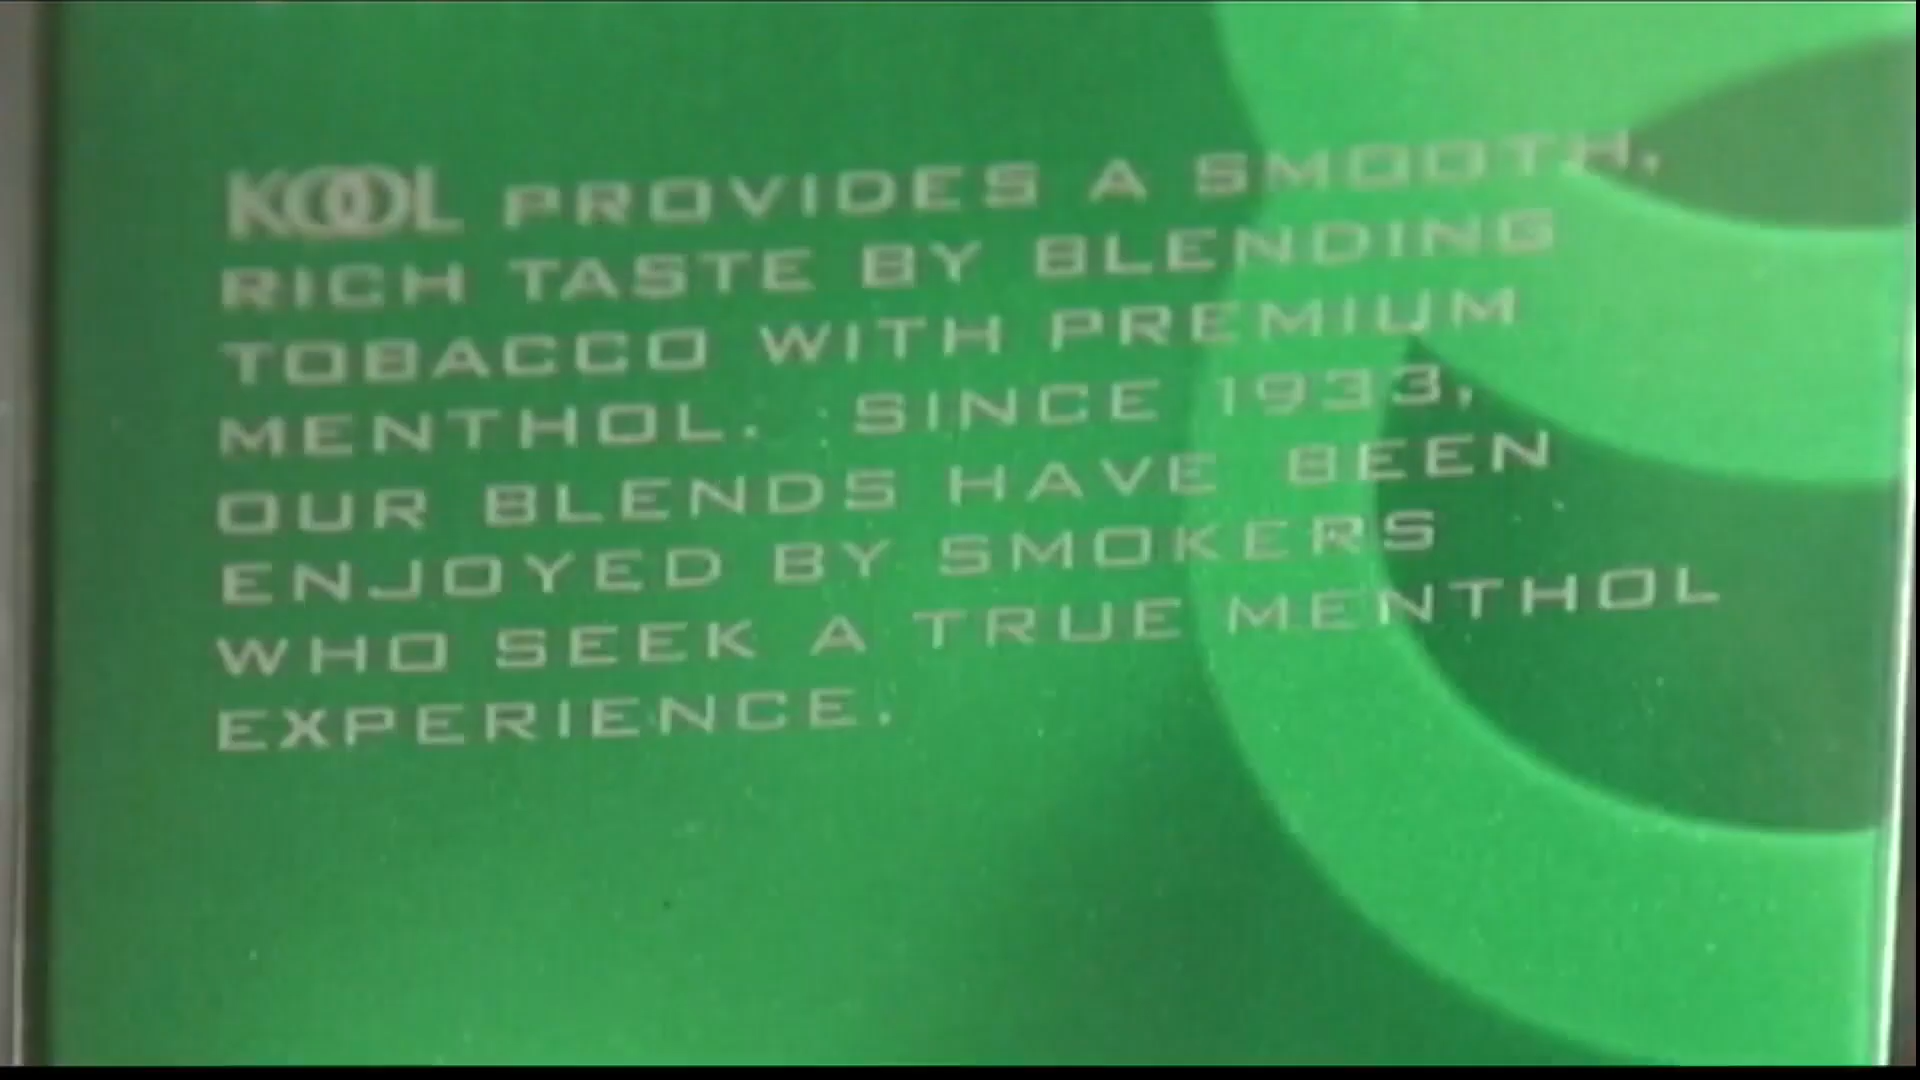 KOOL PROVIDES A SMOOTH,
RICH TASTE BY BLENDING
TOBACCO WITH PREMIUM
MENTHOL. SINCE 1933,
OUR BLENDS HAVE BEEN
ENJOYED BY SMOKERS
WHO SEEK A TRUE MENTHOL
EXPERIENCE.